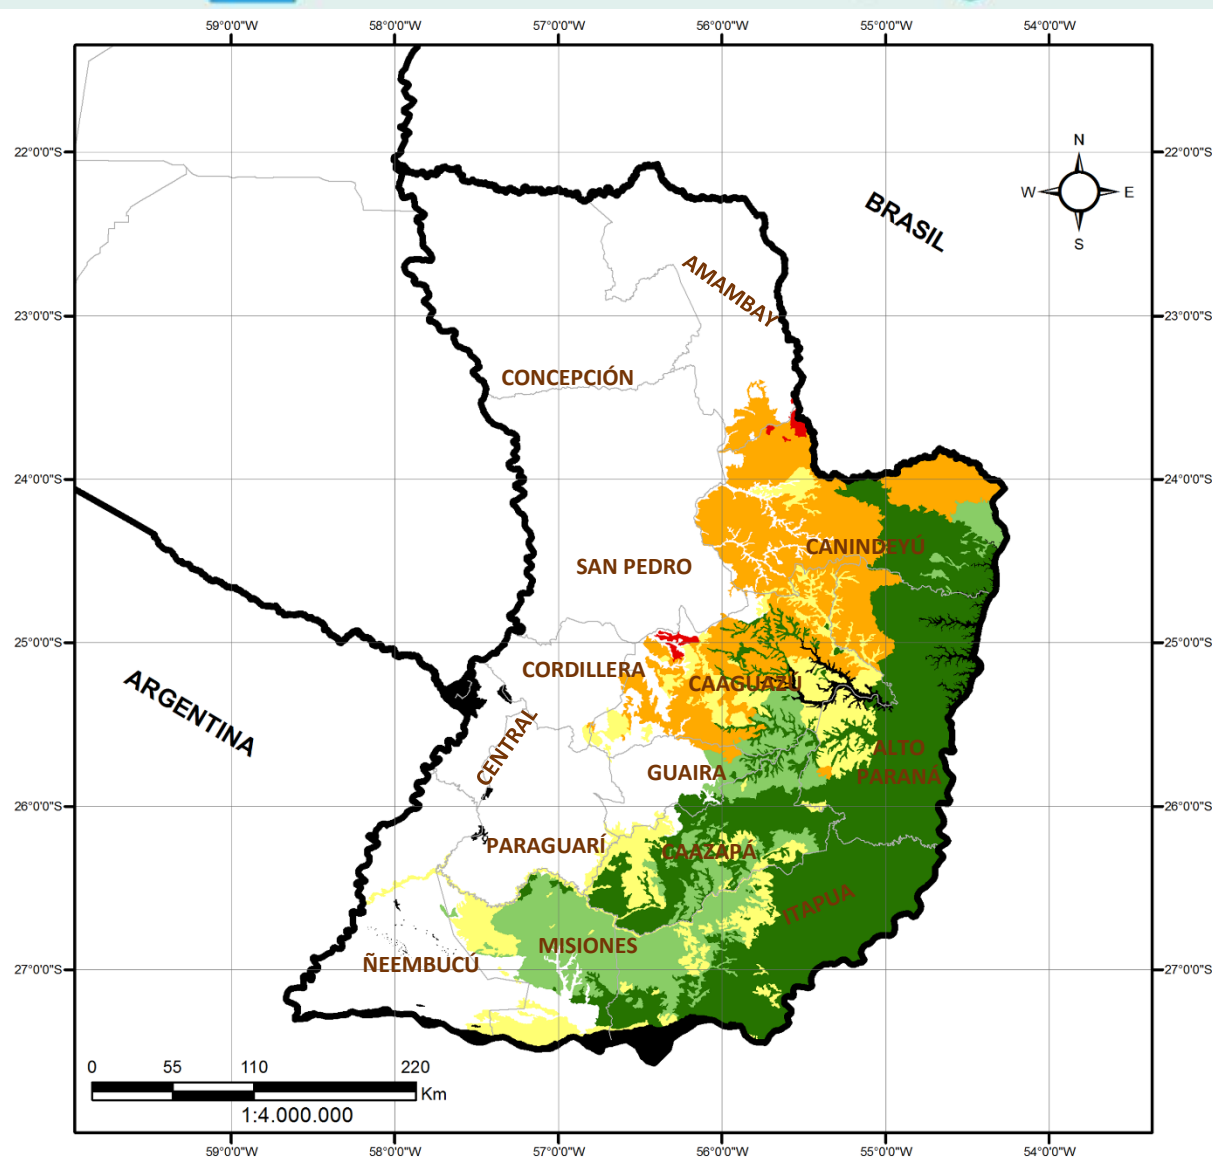 59°0'0"W 58°0'0"W 57°0'0"W 56°0'0"W 55°0'0"W 54°0'0"W
22°0'0"S 22°0'0"S
N
W E
S
BRASIL
AMAMBAY
23°0'0"S 23°0'0"S
CONCEPCIÓN
24°0'0"S 24°0'0"S
CANINDEYÚ
SAN PEDRO
25°0'0"S 25°0'0"S
CORDILLERA
CAAGUAZÚ
ARGENTINA
CENTRAL
ALTO
PARANÁ
GUAIRA
26°0'0"S 26°0'0"S
PARAGUARÍ
CAAZAPÁ
ITAPUA
MISIONES
ÑEEMBUCÚ
27°0'0"S 27°0'0"S
0 55 110 220
Km
1:4.000.000
59°0'0"W 58°0'0"W 57°0'0"W 56°0'0"W 55°0'0"W 54°0'0"W